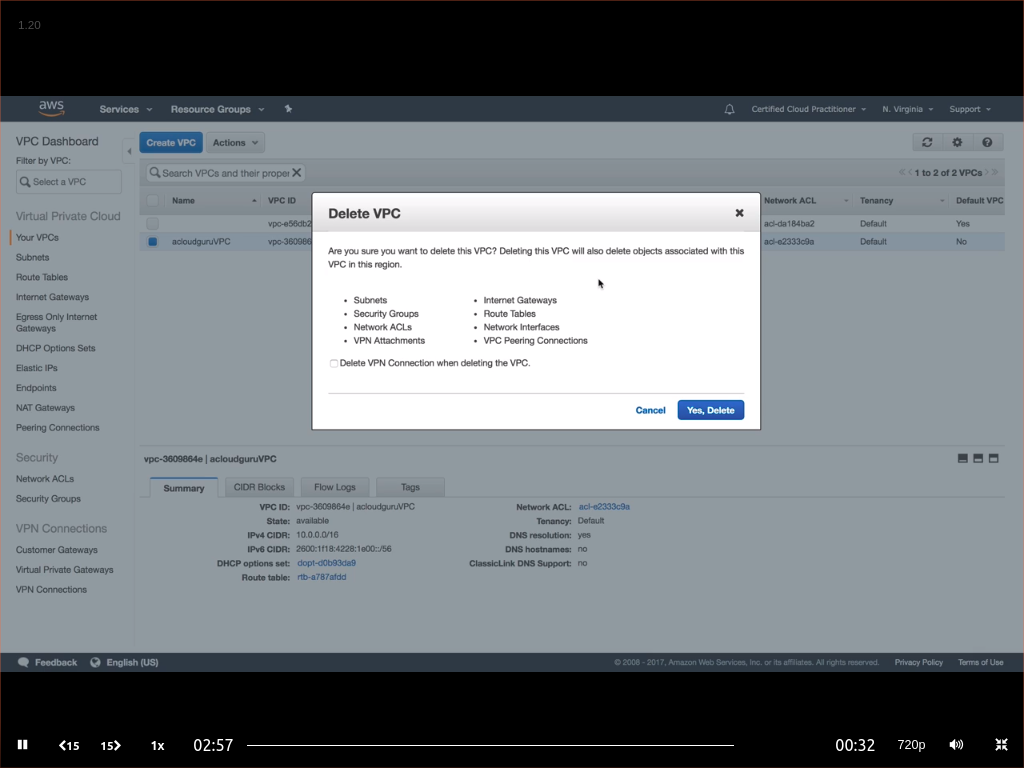 1.20
aws Services Resource Groups Certified Cloud Practitioner N. Virginia Support
VPC Dashboard
Filter by VPC:
Select a VPC
Virtual Private Cloud
Your VPCs
Subnets
Route Tables
Internet Gateways
Egress Only Internet
Gateways
DHCP Options Sets
Elastic IPs
Endpoints
NAT Gateways
Peering Connections
Security
Network ACLs
Security Groups
VPN Connections
Customer Gateways
Virtual Private Gateways
VPN Connections
Create VPC Actions
Search VPCs and their proper 1 to 2 of 2 VPCs
Name VPC ID Network ACL Tenancy Default VPC
vpc-e56db2 acl-da184ba2 Default Yes
acloudguruVPC vpc-360986 acl-e2333c9a Default No
Delete VPC
Are you sure you want to delete this VPC? Deleting this VPC will also delete objects associated with this
VPC in this region.
• Subnets • Internet Gateways
• Security Groups • Route Tables
• Network ACLs • Network Interfaces
• VPN Attachments • VPC Peering Connections
Delete VPN Connection when deleting the VPC.
Cancel Yes, Delete
vpc-3609864e | acloudguruVPC
Summary CIDR Blocks Flow Logs Tags
VPC ID: vpc-3609864e | acloudguruVPC Network ACL: acl-e2333c9a
State: available Tenancy: Default
IPv4 CIDR: 10.0.0.0/16 DNS resolution: yes
IPv6 CIDR: 2600:1f18:4228:1e00::/56 DNS hostnames: no
DHCP options set: dopt-d0b93da9 ClassicLink DNS Support: no
Route table: rtb-a787afdd
Feedback English (US) © 2008 - 2017, Amazon Web Services, Inc. or its affiliates. All rights reserved. Privacy Policy Terms of Use
15 15 1x 02:57 00:32 720p